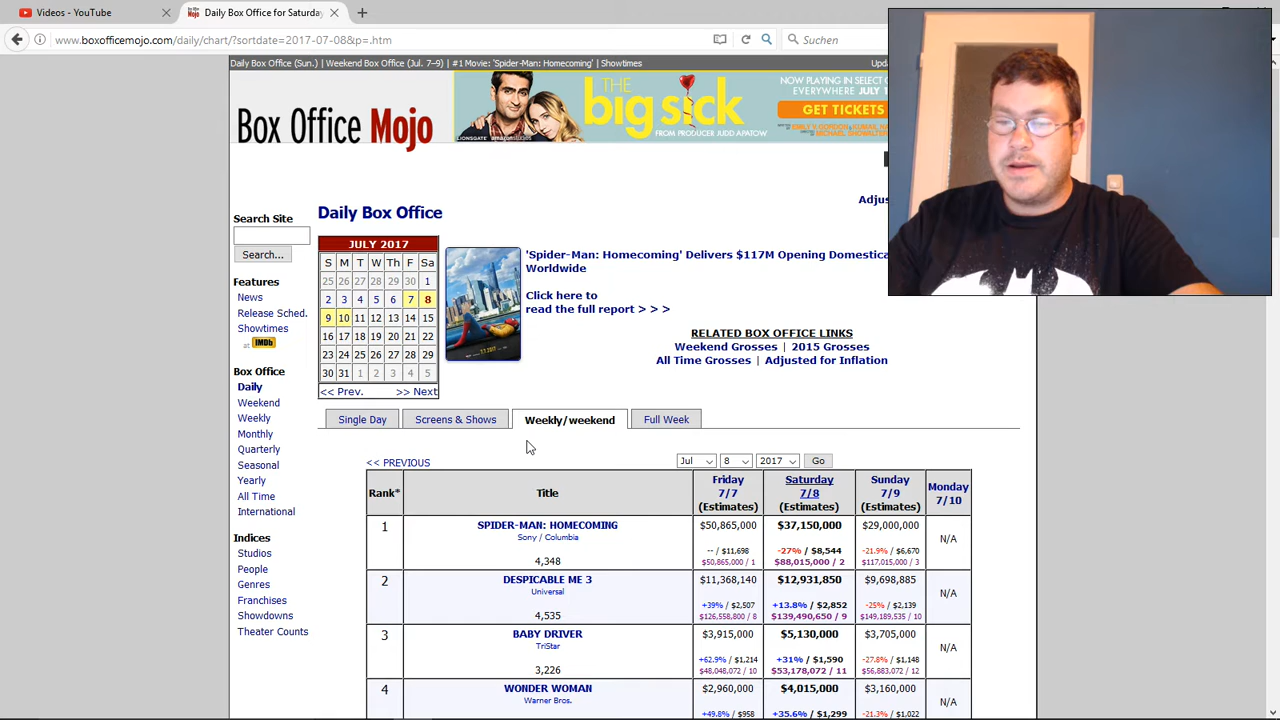 Videos - YouTube
Daily Box Office for Saturda
www.boxofficemojo.com/daily/chart/?sortdate=2017-07-08&p=.htm
Suchen
Daily Box Office (Sun.) | Weekend Box Office (Jul. 7–9) | #1 Movie: 'Spider-Man: Homecoming' | Showtimes
Box Office Mojo
LIONSGATE amazonstudios
THE big sick
FROM PRODUCER JUDD APATOW
NOW PLAYING IN SELECT
EVERYWHERE JULY 1
GET TICKETS
Daily Box Office
Adjus
Search Site
Search...
Features
News
Release Sched.
Showtimes
at IMDb
Box Office
Daily
Weekend
Weekly
Monthly
Quarterly
Seasonal
Yearly
All Time
International
Indices
Studios
People
Genres
Franchises
Showdowns
Theater Counts
JULY 2017
S M T W Th F Sa
25 26 27 28 29 30 1
2 3 4 5 6 7 8
9 10 11 12 13 14 15
16 17 18 19 20 21 22
23 24 25 26 27 28 29
30 31 1 2 3 4 5
<< Prev. >> Next
'Spider-Man: Homecoming' Delivers $117M Opening Domestica
Worldwide
Click here to
read the full report > > >
RELATED BOX OFFICE LINKS
Weekend Grosses | 2015 Grosses
All Time Grosses | Adjusted for Inflation
Single Day
Screens & Shows
Weekly/weekend
Full Week
<< PREVIOUS
Jul 8 2017 Go
Rank* Title Friday 7/7 (Estimates) Saturday 7/8 (Estimates) Sunday 7/9 (Estimates) Monday 7/10
1 SPIDER-MAN: HOMECOMING $50,865,000 $37,150,000 $29,000,000 N/A
Sony / Columbia
4,348 -- / $11,698 -27% / $8,544 -21.9% / $6,670
$50,865,000 / 1 $88,015,000 / 2 $117,015,000 / 3
2 DESPICABLE ME 3 $11,368,140 $12,931,850 $9,698,885 N/A
Universal
4,535 +39% / $2,507 +13.8% / $2,852 -25% / $2,139
$126,558,800 / 8 $139,490,650 / 9 $149,189,535 / 10
3 BABY DRIVER $3,915,000 $5,130,000 $3,705,000 N/A
TriStar
3,226 +62.9% / $1,214 +31% / $1,590 -27.8% / $1,148
$48,048,072 / 10 $53,178,072 / 11 $56,883,072 / 12
4 WONDER WOMAN $2,960,000 $4,015,000 $3,160,000 N/A
Warner Bros.
+49.8% / $958 +35.6% / $1,299 -21.3% / $1,022